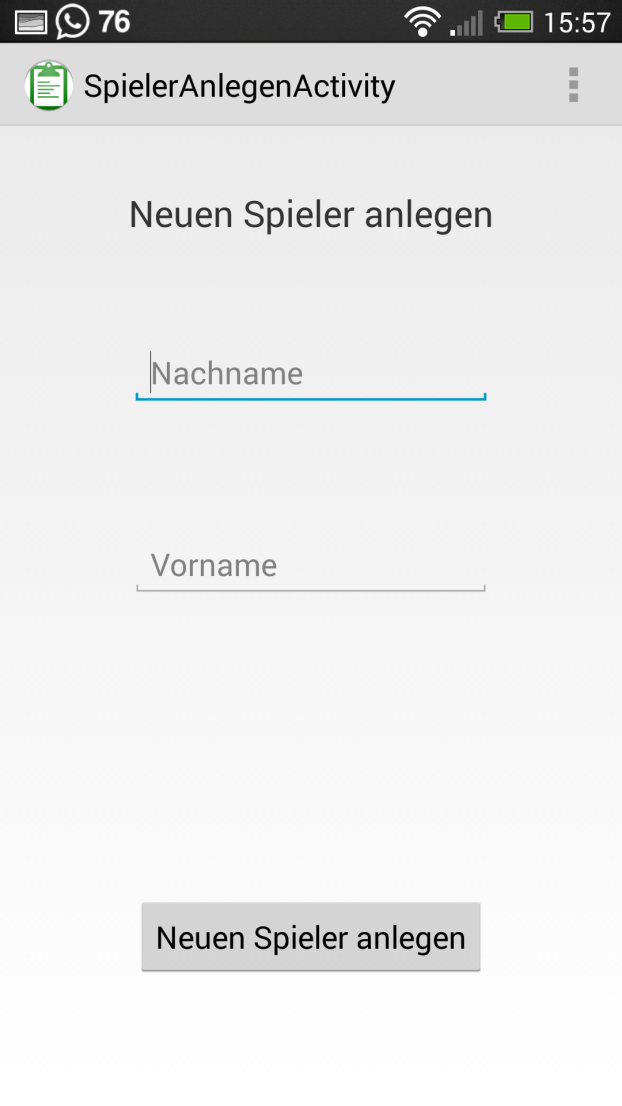 76 15:57
SpielerAnlegenActivity
Neuen Spieler anlegen
Nachname
Vorname
Neuen Spieler anlegen